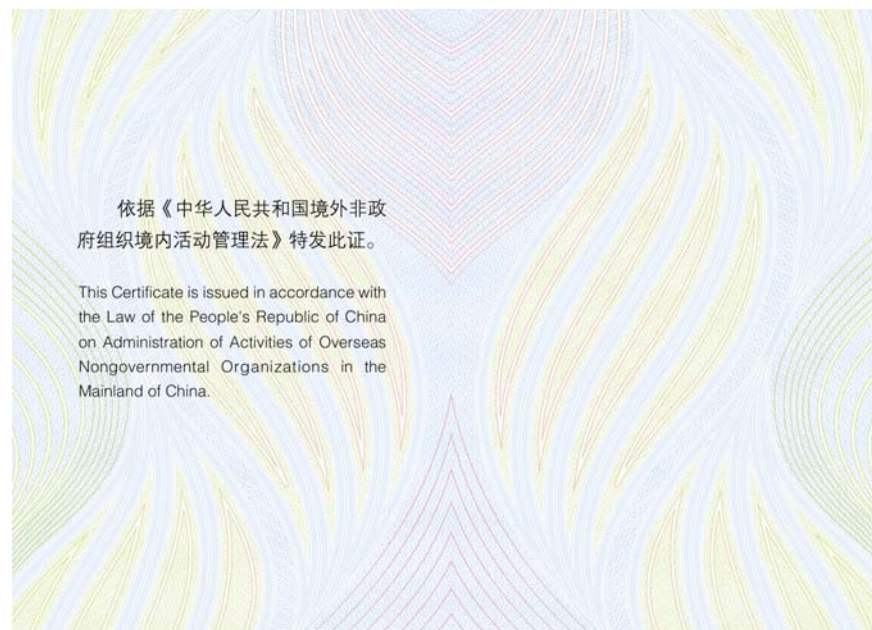 依据《中华人民共和国境外非政
府组织境内活动管理法》特发此证。
This Certificate is issued in accordance with
the Law of the People's Republic of China
on Administration of Activities of Overseas
Nongovernmental Organizations in the
Mainland of China.